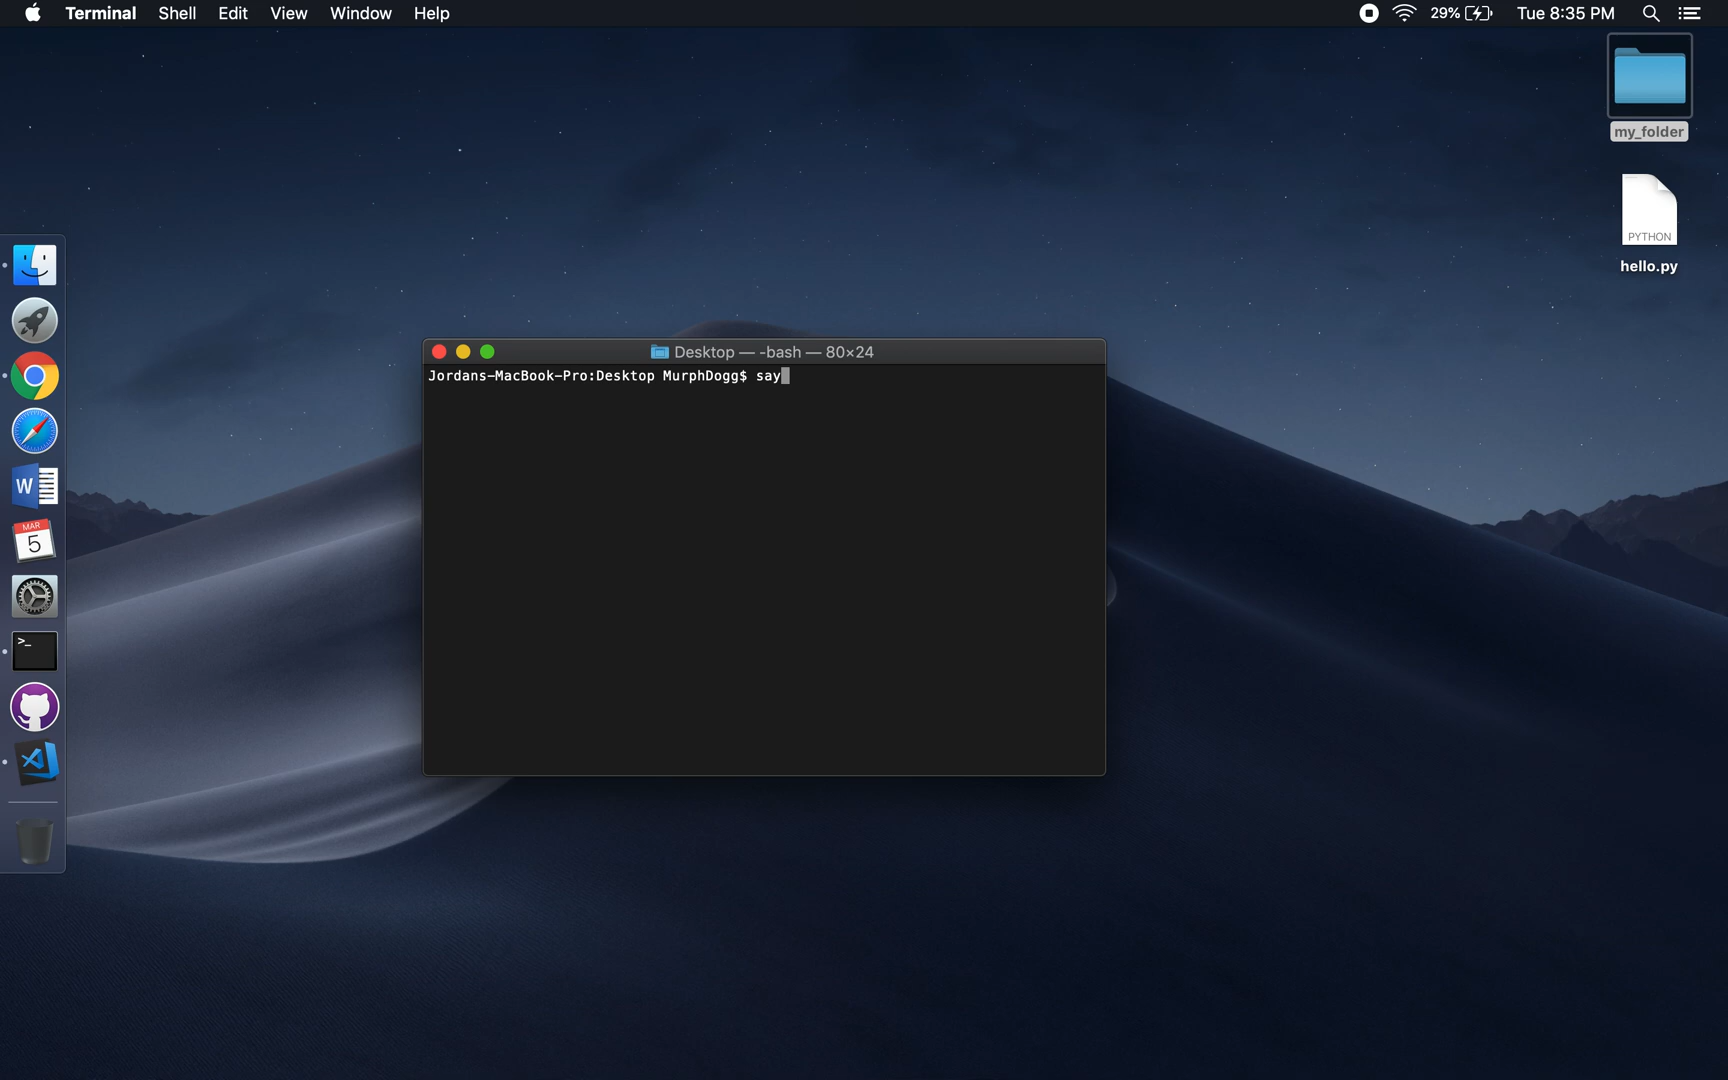 Terminal Shell Edit View Window Help 29% Tue 8:35 PM
my_folder
PYTHON
hello.py
Desktop — -bash — 80×24
Jordans-MacBook-Pro:Desktop MurphDogg$ say
W
MAR
5
>_